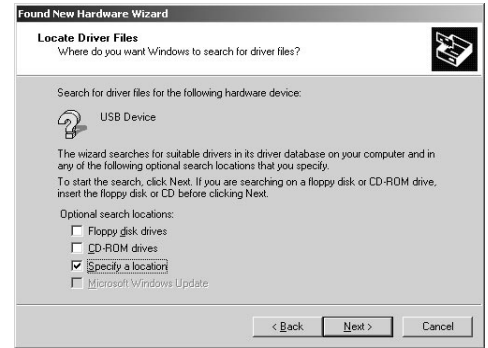 Found New Hardware Wizard
Locate Driver Files
Where do you want Windows to search for driver files?
Search for driver files for the following hardware device:
USB Device
The wizard searches for suitable drivers in its driver database on your computer and in
any of the following optional search locations that you specify.
To start the search, click Next. If you are searching on a floppy disk or CD-ROM drive,
insert the floppy disk or CD before clicking Next.
Optional search locations:
Floppy disk drives
CD-ROM drives
Specify a location
Microsoft Windows Update
< Back Next > Cancel